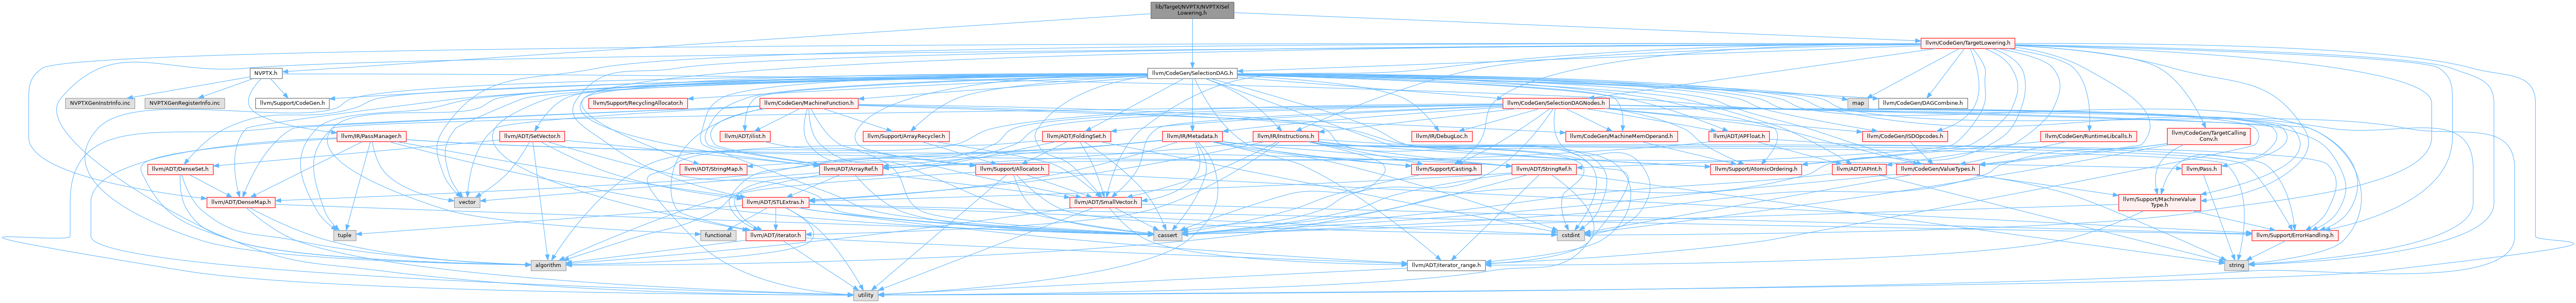 lib/Target/NVPTX/NVPTXISel
Lowering.h
llvm/CodeGen/TargetLowering.h
NVPTX.h
llvm/CodeGen/SelectionDAG.h
NVPTXGenInstrInfo.inc
NVPTXGenRegisterInfo.inc
llvm/Support/CodeGen.h
llvm/Support/RecyclingAllocator.h
llvm/CodeGen/MachineFunction.h
llvm/CodeGen/SelectionDAGNodes.h
map
llvm/CodeGen/DAGCombine.h
llvm/IR/PassManager.h
llvm/ADT/SetVector.h
llvm/ADT/ilist.h
llvm/Support/ArrayRecycler.h
llvm/ADT/FoldingSet.h
llvm/IR/Metadata.h
llvm/IR/Instructions.h
llvm/IR/DebugLoc.h
llvm/CodeGen/MachineMemOperand.h
llvm/ADT/APFloat.h
llvm/CodeGen/ISDOpcodes.h
llvm/CodeGen/RuntimeLibcalls.h
llvm/CodeGen/TargetCalling
Conv.h
llvm/ADT/DenseSet.h
llvm/ADT/StringMap.h
llvm/ADT/ArrayRef.h
llvm/Support/Allocator.h
llvm/Support/Casting.h
llvm/ADT/StringRef.h
llvm/Support/AtomicOrdering.h
llvm/ADT/APInt.h
llvm/CodeGen/ValueTypes.h
llvm/Pass.h
llvm/ADT/DenseMap.h
vector
llvm/ADT/STLExtras.h
llvm/ADT/SmallVector.h
llvm/Support/MachineValue
Type.h
tuple
functional
llvm/ADT/iterator.h
cassert
cstdint
llvm/Support/ErrorHandling.h
algorithm
llvm/ADT/iterator_range.h
string
utility